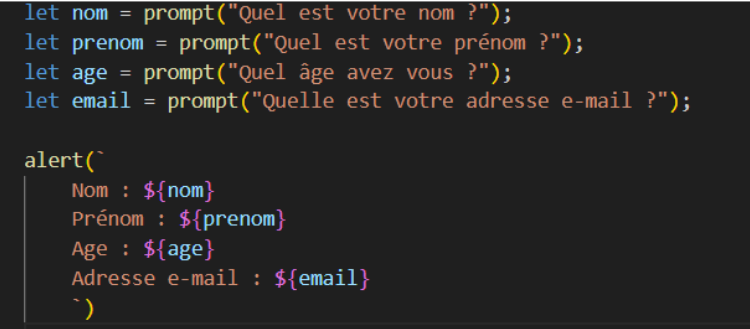 let nom = prompt("Quel est votre nom ?");
let prenom = prompt("Quel est votre prénom ?");
let age = prompt("Quel âge avez vous ?");
let email = prompt("Quelle est votre adresse e-mail ?");
alert(`
Nom : ${nom}
Prénom : ${prenom}
Age : ${age}
Adresse e-mail : ${email}
`)